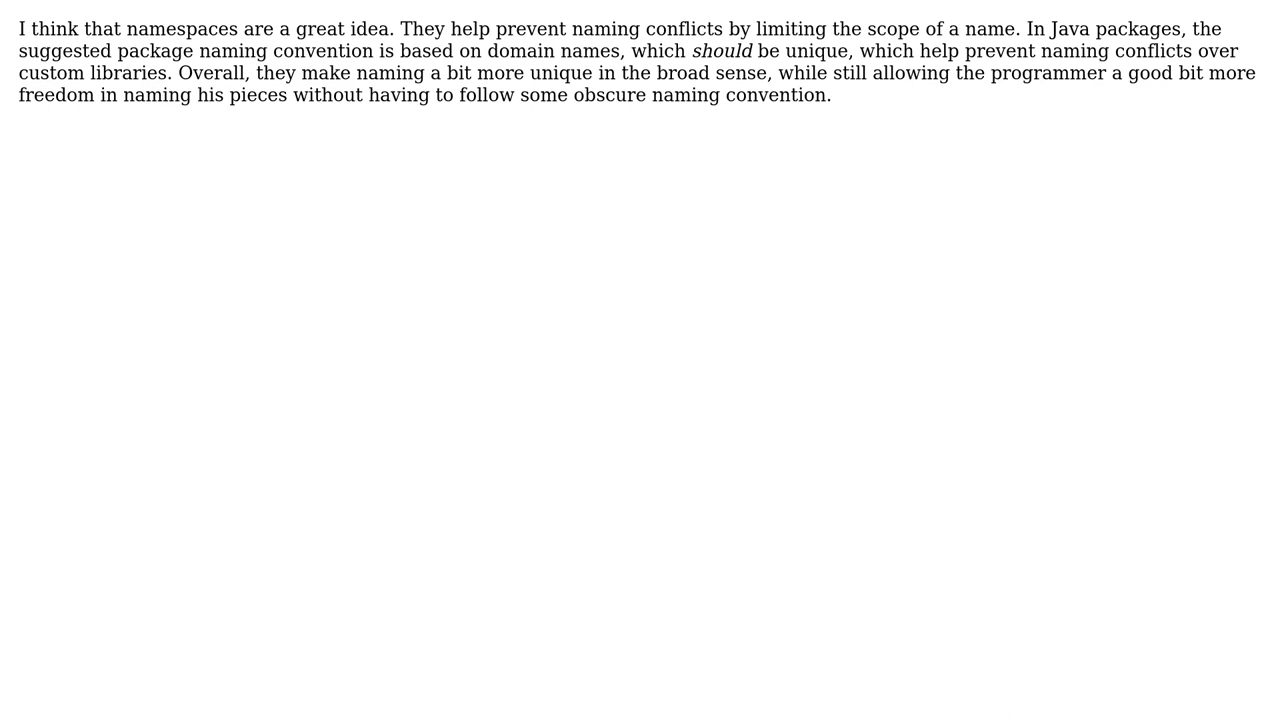 I think that namespaces are a great idea. They help prevent naming conflicts by limiting the scope of a name. In Java packages, the
suggested package naming convention is based on domain names, which should be unique, which help prevent naming conflicts over
custom libraries. Overall, they make naming a bit more unique in the broad sense, while still allowing the programmer a good bit more
freedom in naming his pieces without having to follow some obscure naming convention.